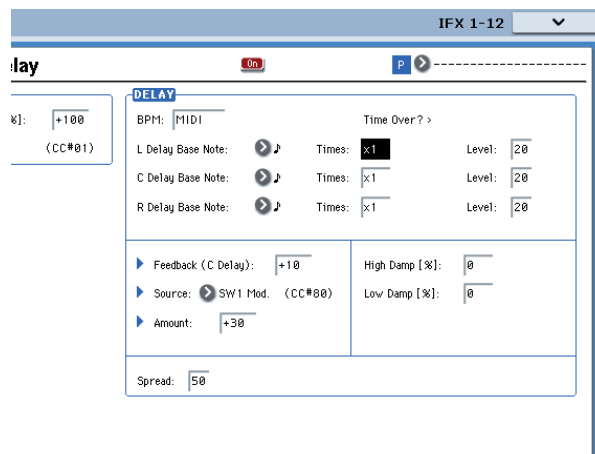 IFX 1-12
lay On P ----------------------
DELAY
%]: +100 BPM: MIDI Time Over? >
(CC#01) L Delay Base Note: ♪ Times: x1 Level: 20
C Delay Base Note: ♪ Times: x1 Level: 20
R Delay Base Note: ♪ Times: x1 Level: 20
Feedback (C Delay): +10 High Damp [%]: 0
Source: SW1 Mod. (CC#80) Low Damp [%]: 0
Amount: +30
Spread: 50